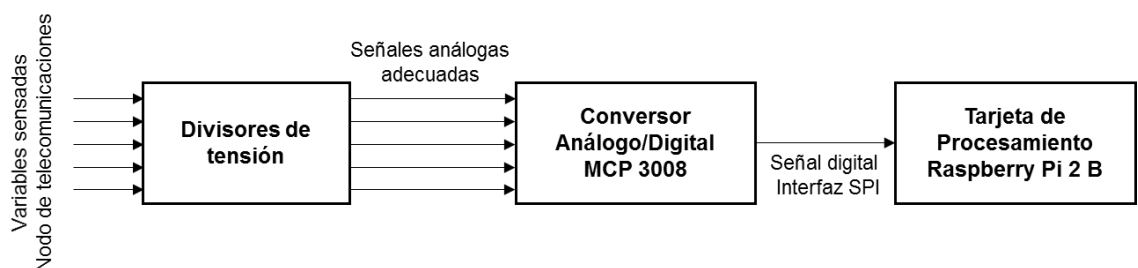 Variables sensadas
Nodo de telecomunicaciones
Divisores de
tensión
Señales análogas
adecuadas
Conversor
Análogo/Digital
MCP 3008
Señal digital
Interfaz SPI
Tarjeta de
Procesamiento
Raspberry Pi 2 B